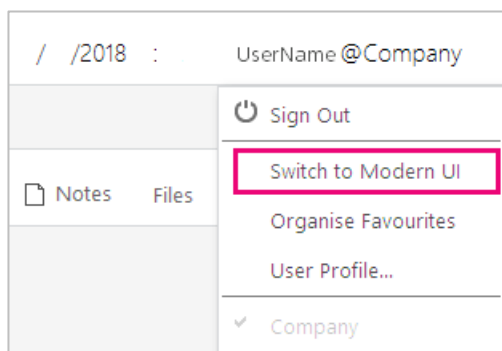 / /2018 : UserName @Company
Sign Out
Switch to Modern UI
Notes Files
Organise Favourites
User Profile...
Company